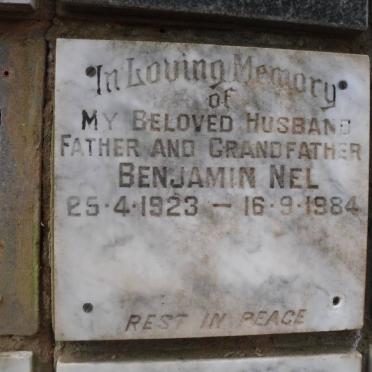 In Loving Memory
of
My Beloved Husband
Father and Grandfather
Benjamin Nel
25·4·1923 – 16·9·1984
REST IN PEACE